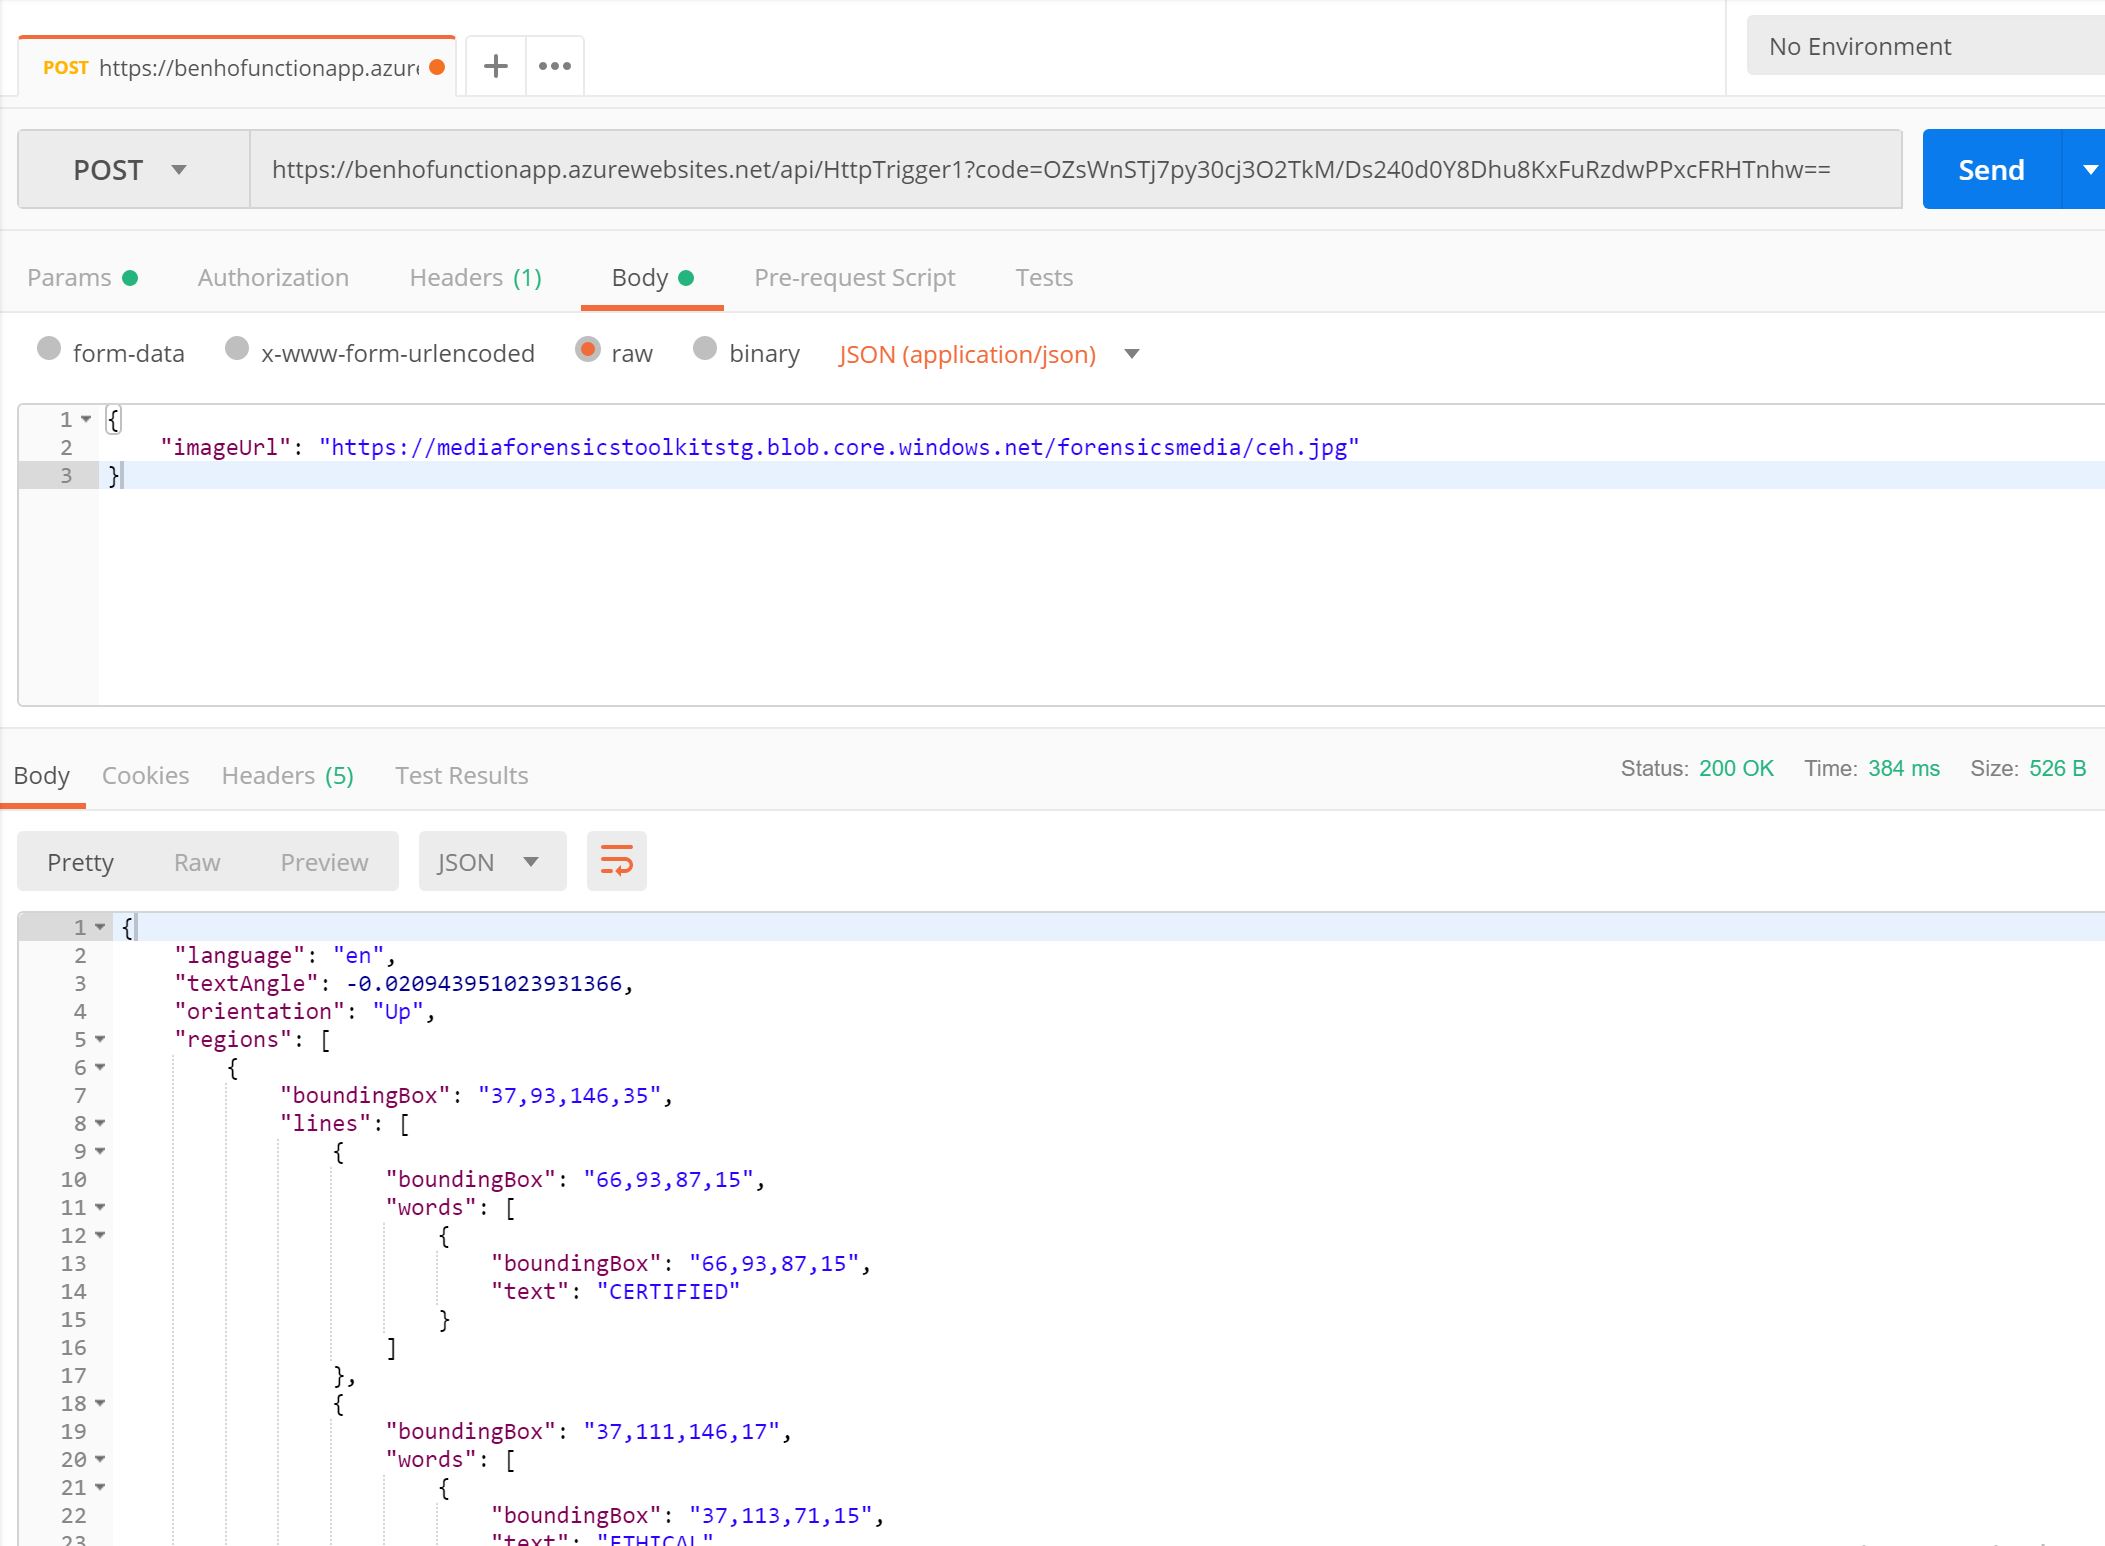 POST https://benhofunctionapp.azure
No Environment
POST https://benhofunctionapp.azurewebsites.net/api/HttpTrigger1?code=OZsWnSTj7py30cj3O2TkM/Ds240d0Y8Dhu8KxFuRzdwPPxcFRHTnhw== Send
Params Authorization Headers (1) Body Pre-request Script Tests
form-data x-www-form-urlencoded raw binary JSON (application/json)
1 {
2 "imageUrl": "https://mediaforensicstoolkitstg.blob.core.windows.net/forensicsmedia/ceh.jpg"
3 }
Body Cookies Headers (5) Test Results Status: 200 OK Time: 384 ms Size: 526 B
Pretty Raw Preview JSON
1 {
2 "language": "en",
3 "textAngle": -0.020943951023931366,
4 "orientation": "Up",
5 "regions": [
6 {
7 "boundingBox": "37,93,146,35",
8 "lines": [
9 {
10 "boundingBox": "66,93,87,15",
11 "words": [
12 {
13 "boundingBox": "66,93,87,15",
14 "text": "CERTIFIED"
15 }
16 ]
17 },
18 {
19 "boundingBox": "37,111,146,17",
20 "words": [
21 {
22 "boundingBox": "37,113,71,15",
23 "text": "ETHICAL"